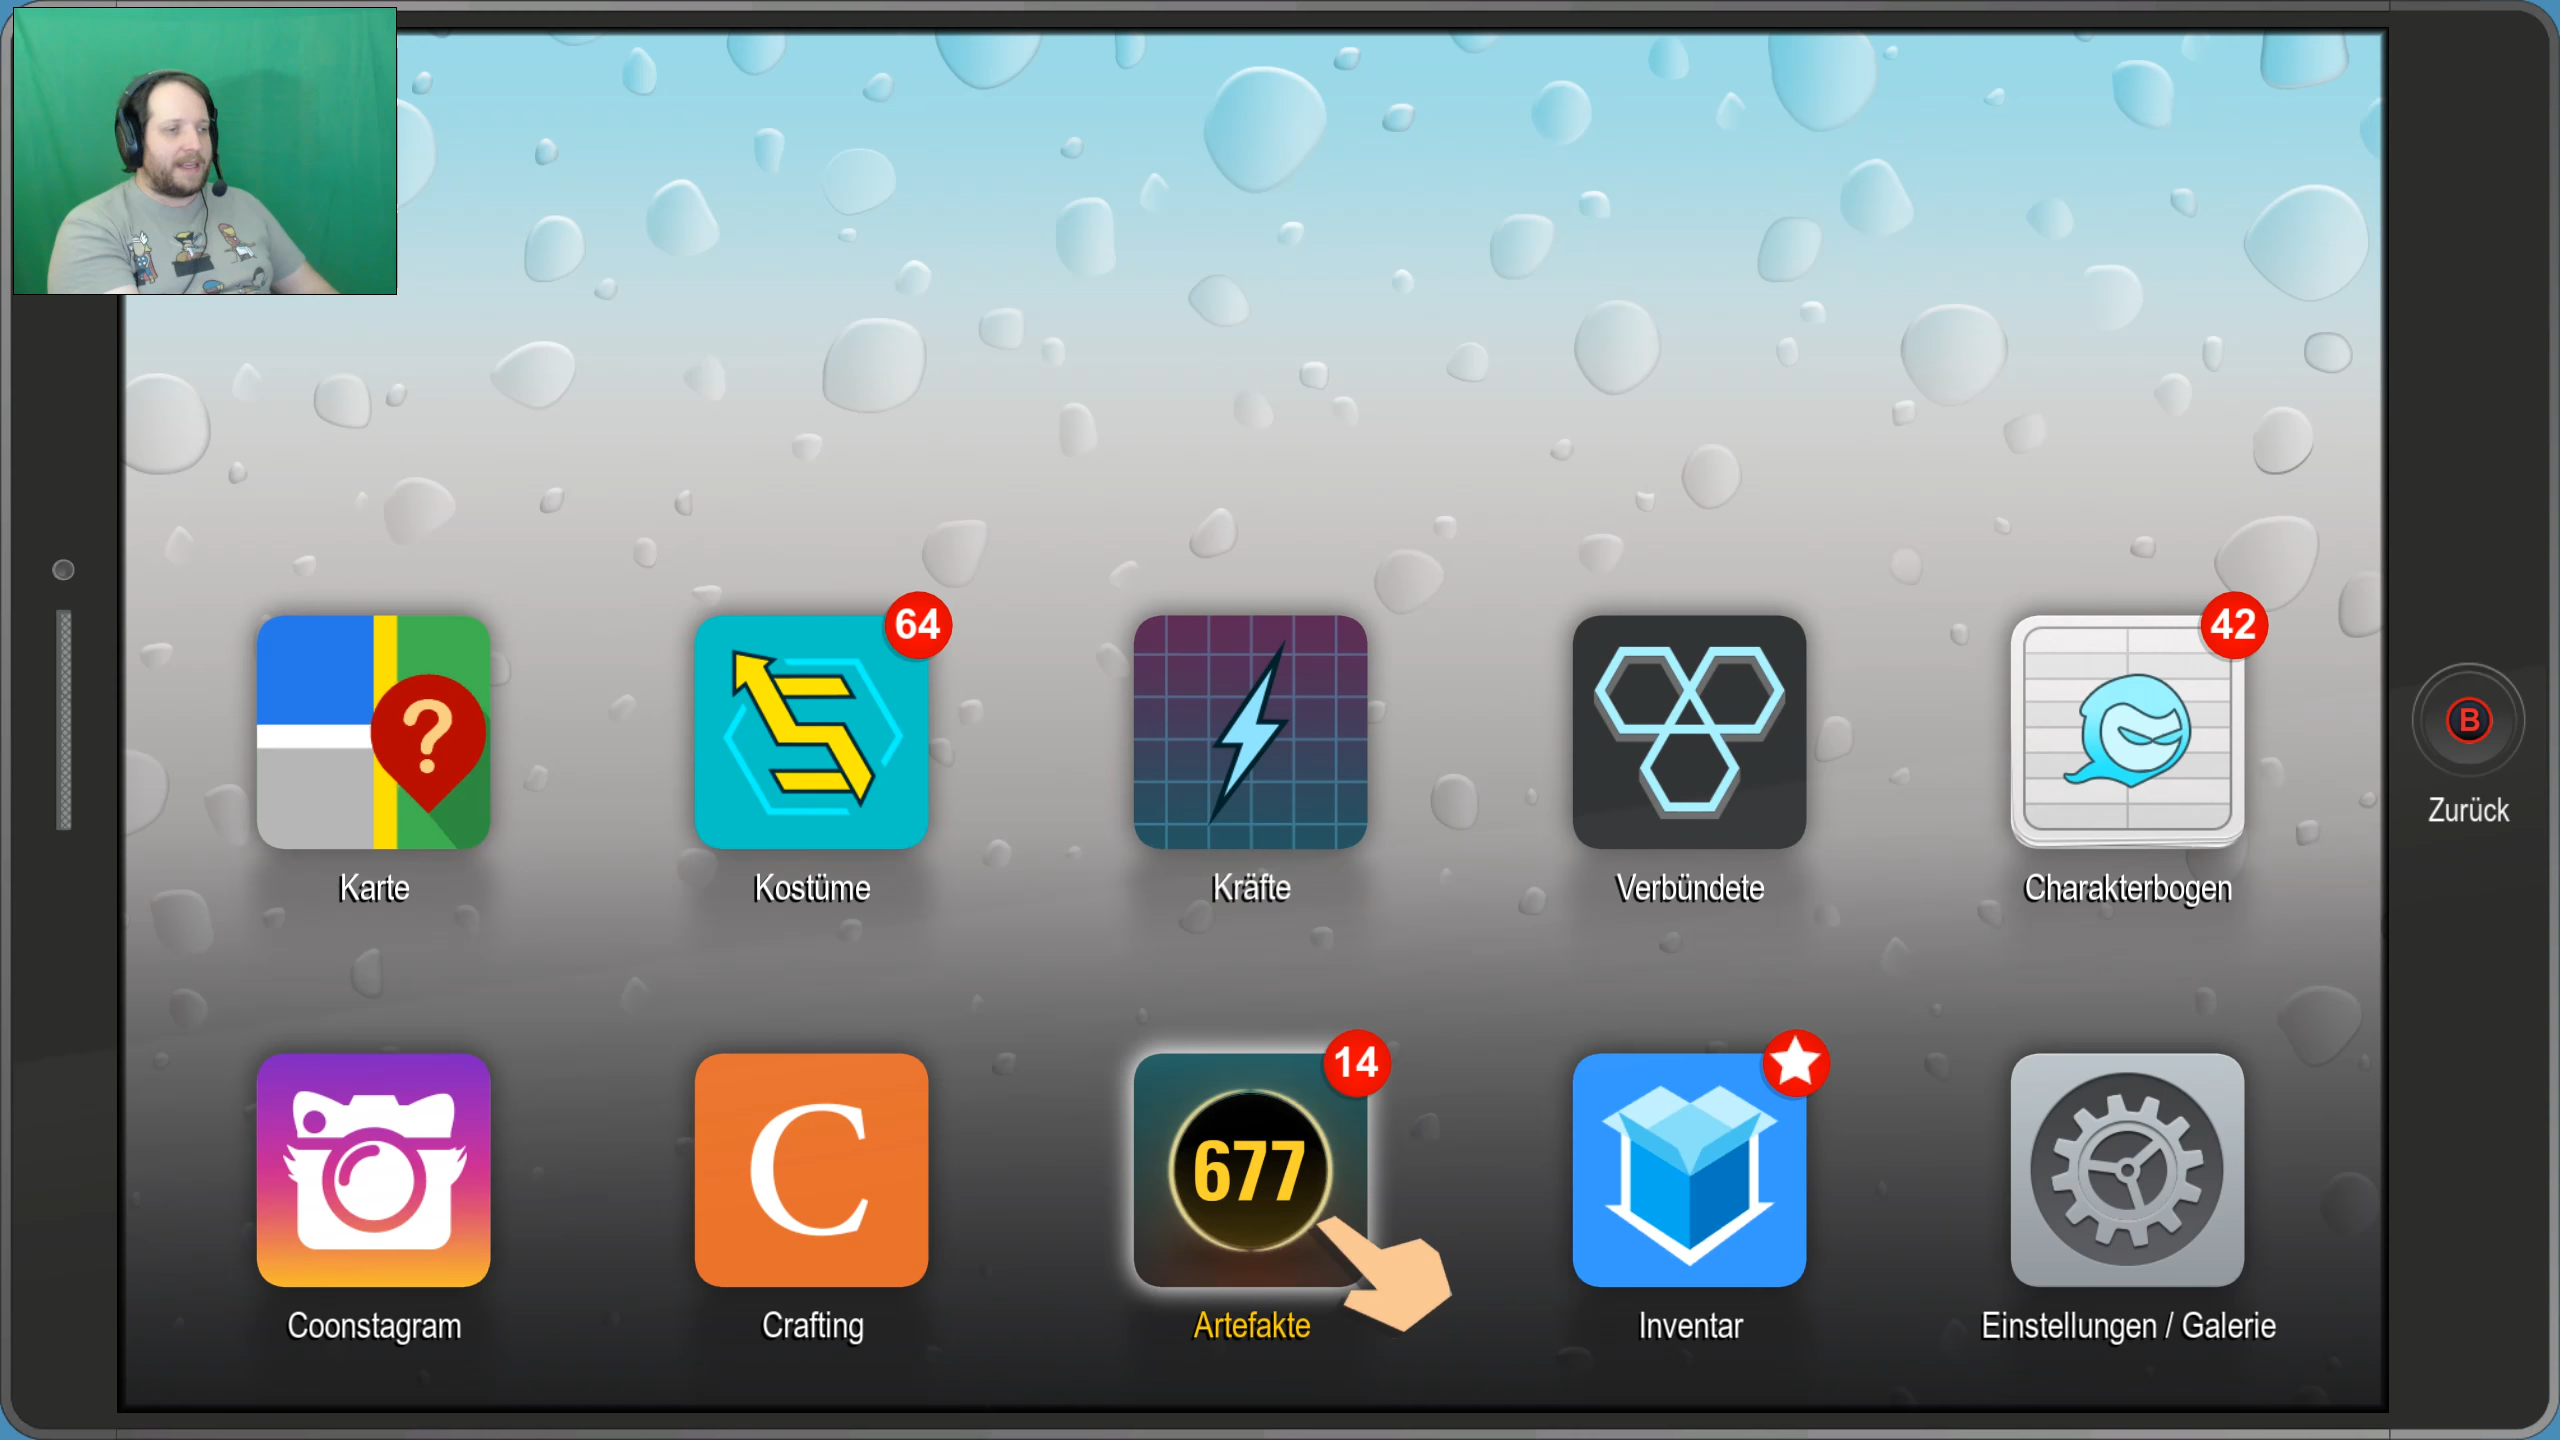 64
42
?
B
Zurück
Karte
Kostüme
Kräfte
Verbündete
Charakterbogen
14
C
677
Coonstagram
Crafting
Artefakte
Inventar
Einstellungen / Galerie